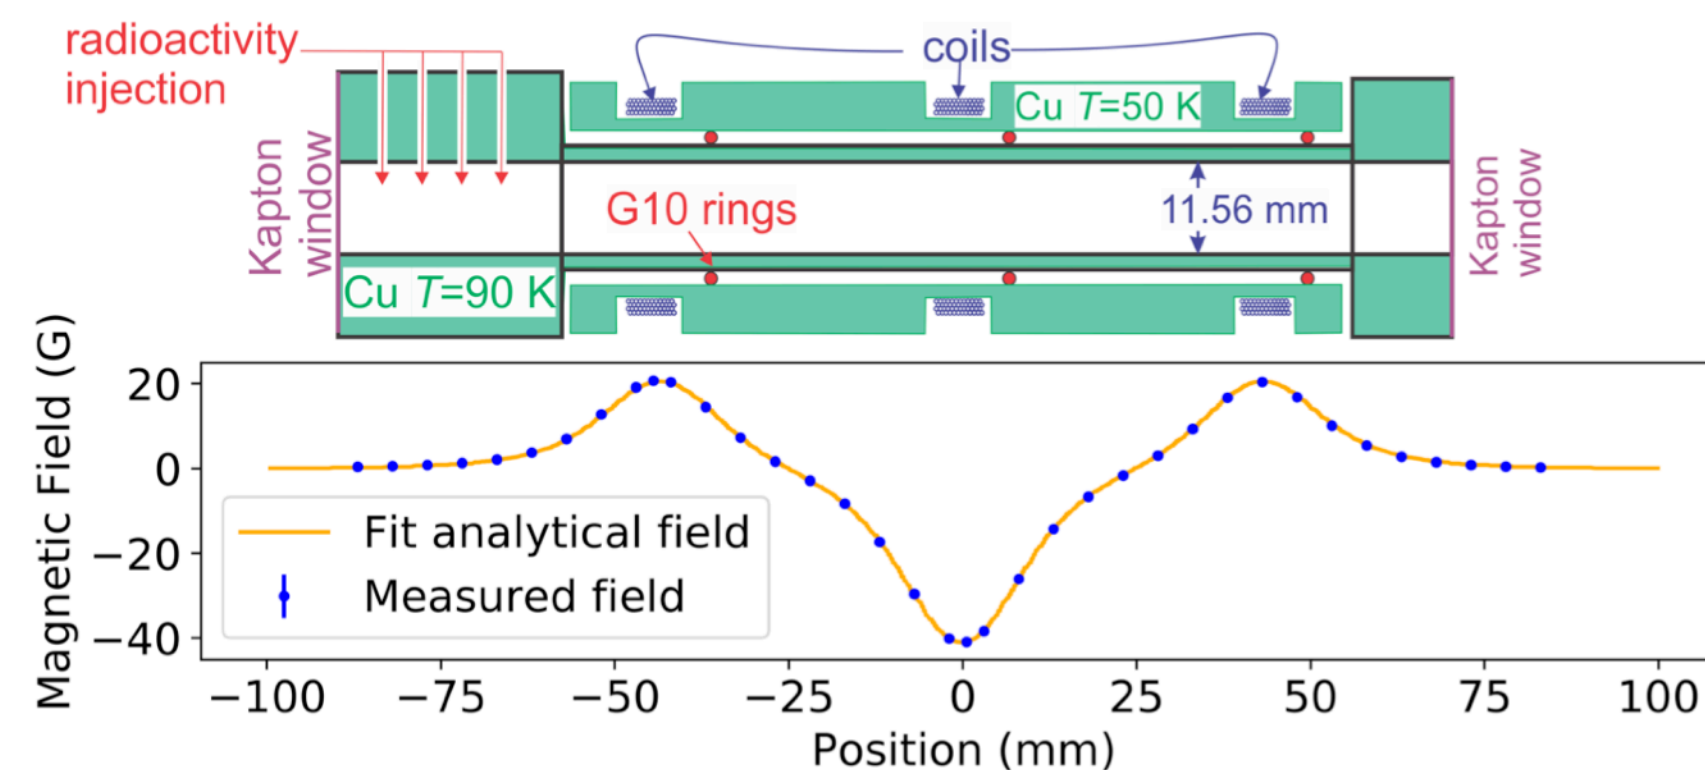 radioactivity
injection
coils
Cu T=50 K
Kapton
window
G10 rings
11.56 mm
Kapton
window
Cu T=90 K
Magnetic Field (G)
20
0
−20
−40
Fit analytical field
Measured field
−100 −75 −50 −25 0 25 50 75 100
Position (mm)